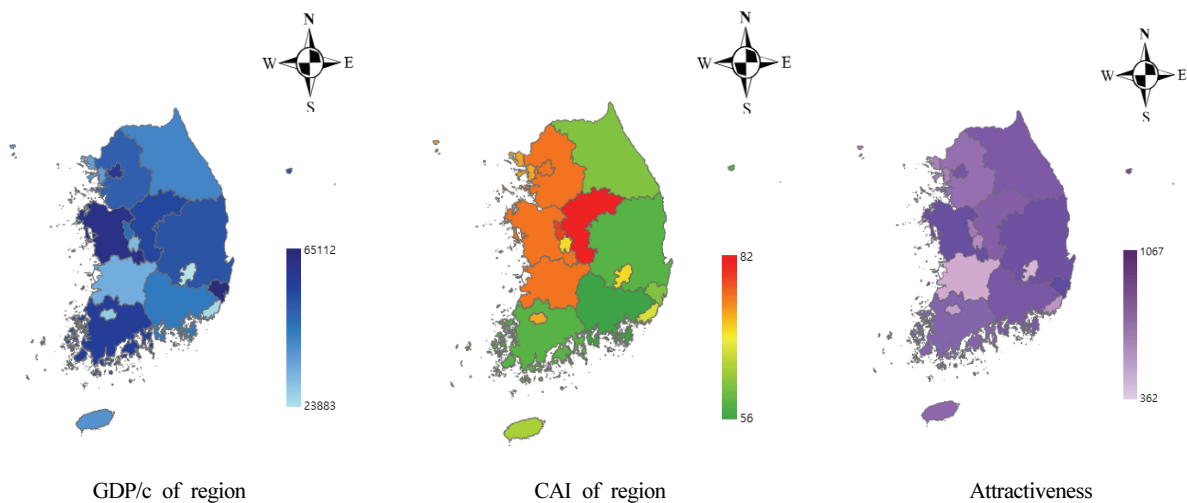 N
W E
S
N
W E
S
N
W E
S
65112
23883
82
56
1067
362
GDP/c of region
CAI of region
Attractiveness